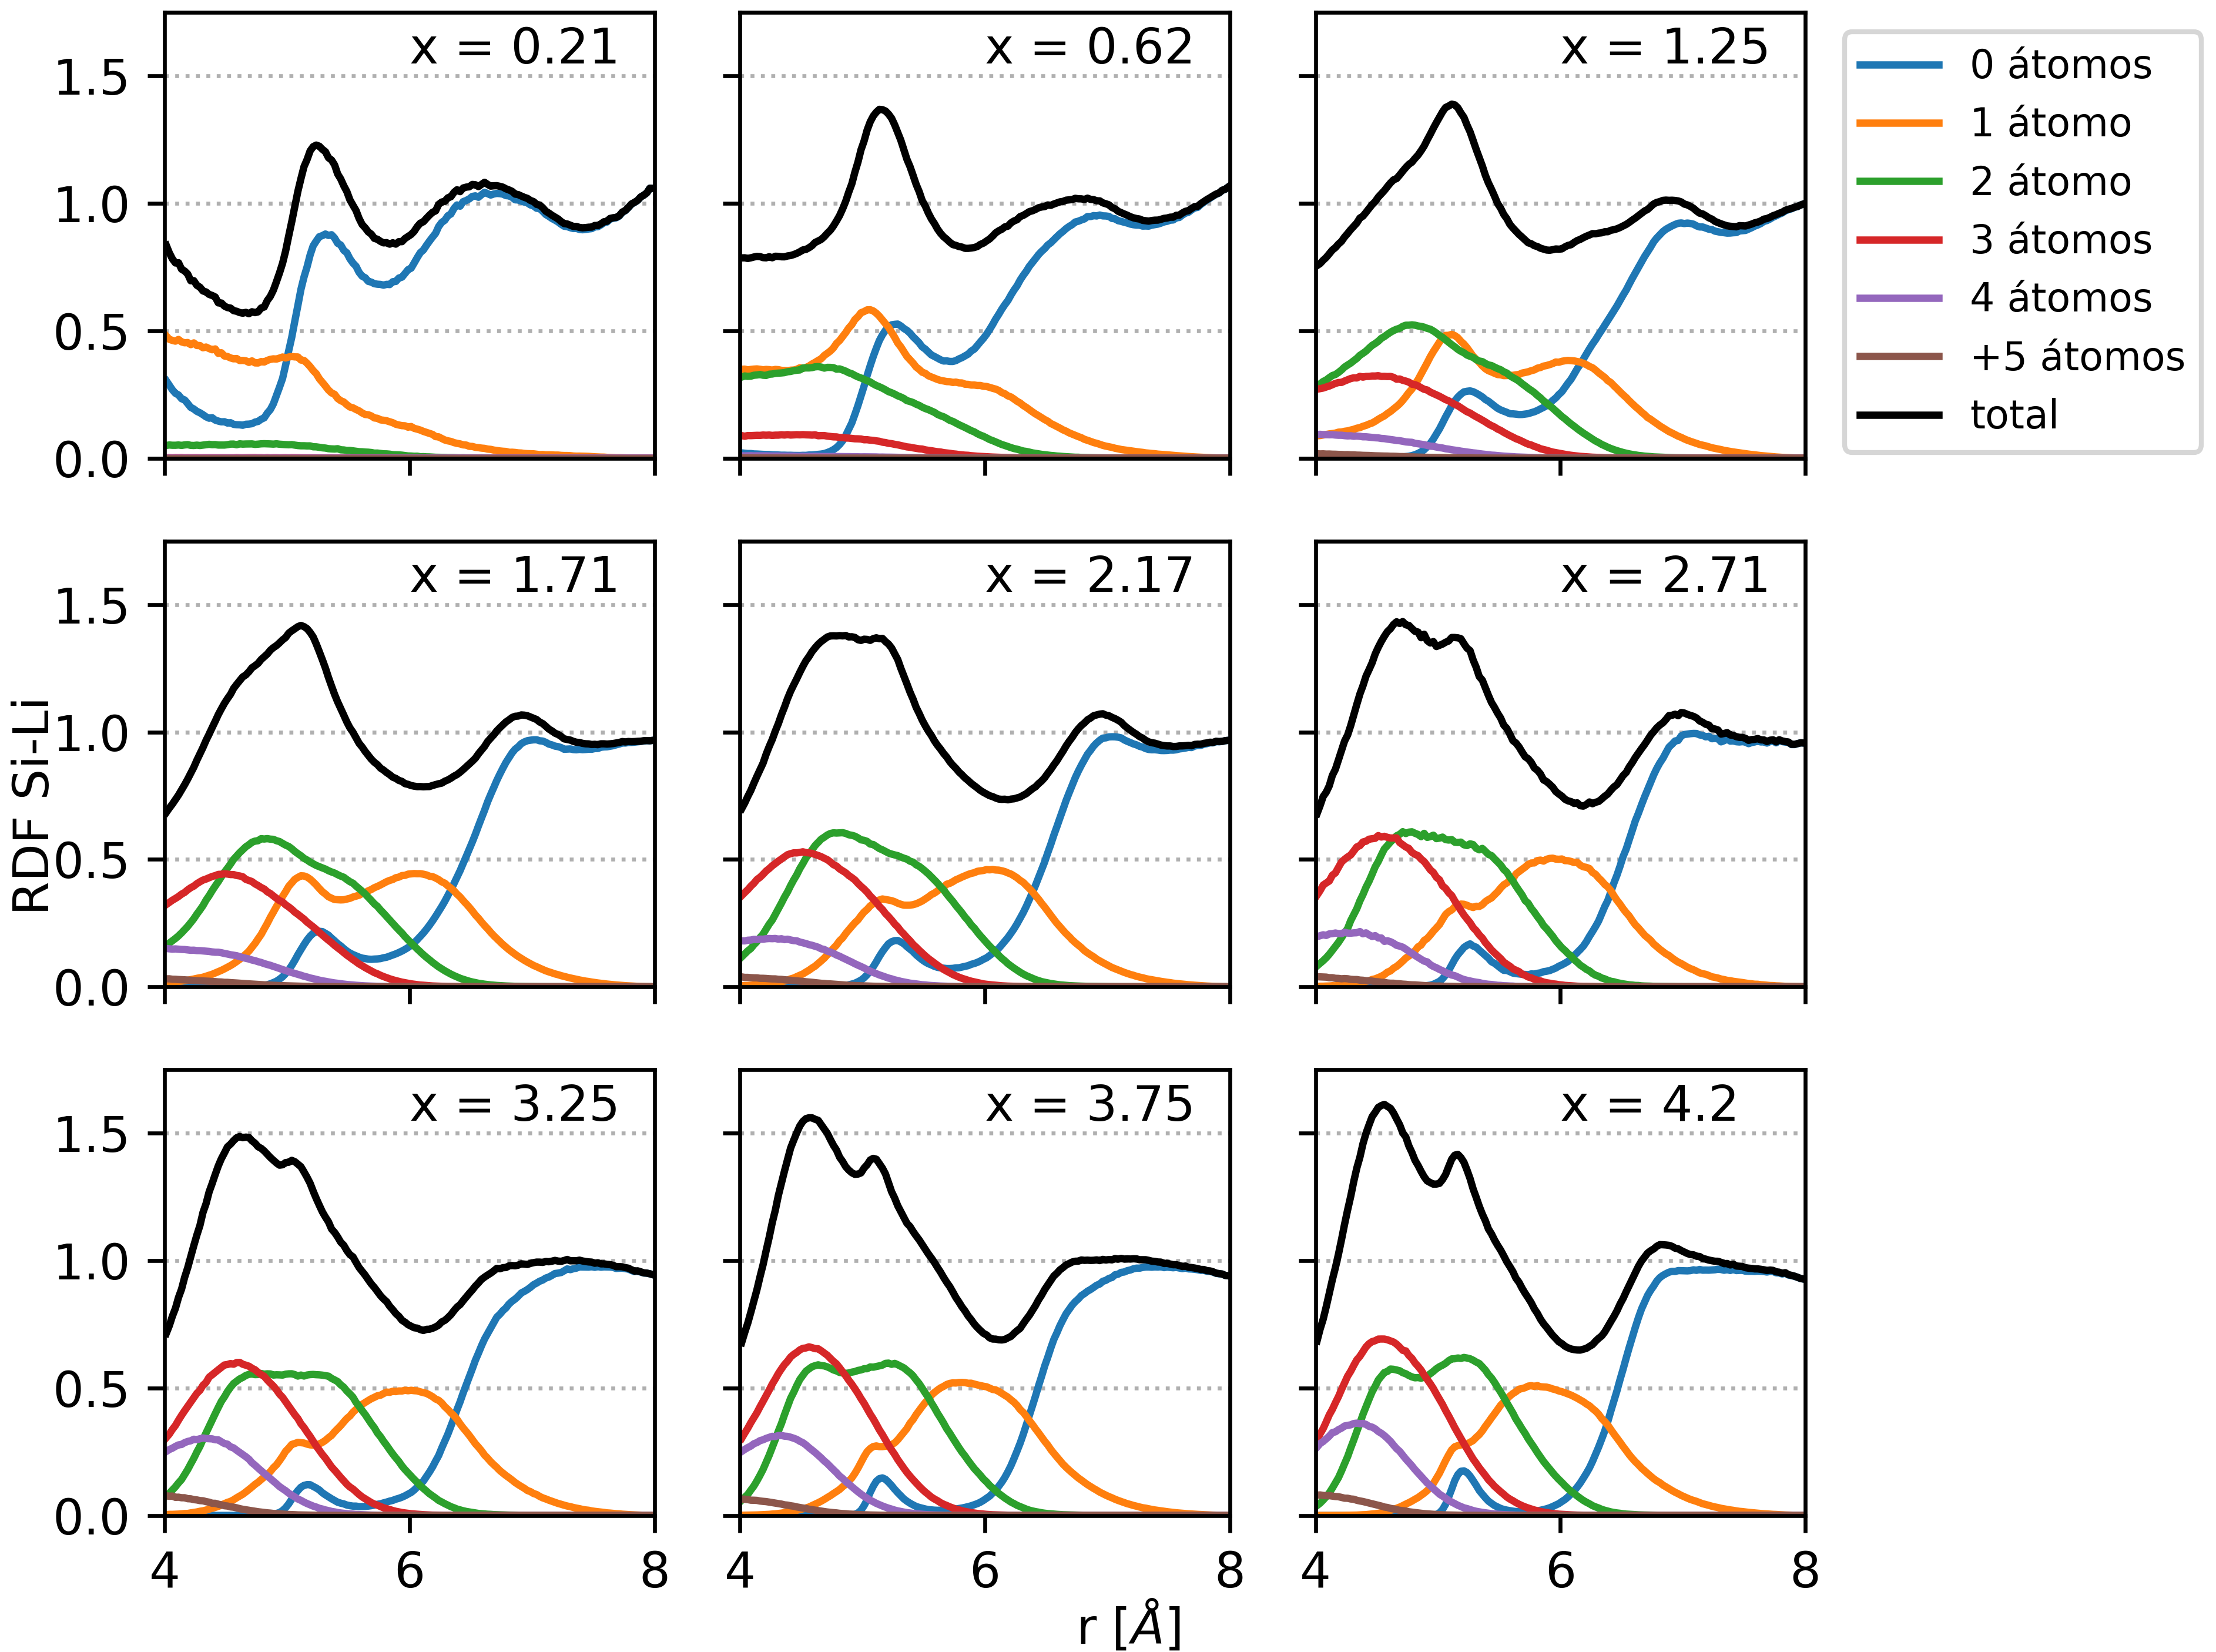 x = 0.21
x = 0.62
x = 1.25
0 átomos
1 átomo
2 átomo
3 átomos
4 átomos
+5 átomos
total
1.5
1.0
0.5
0.0
x = 1.71
x = 2.17
x = 2.71
1.5
1.0
0.5
0.0
RDF Si-Li
x = 3.25
x = 3.75
x = 4.2
1.5
1.0
0.5
0.0
4 6 8
4 6 8
4 6 8
r [Å]